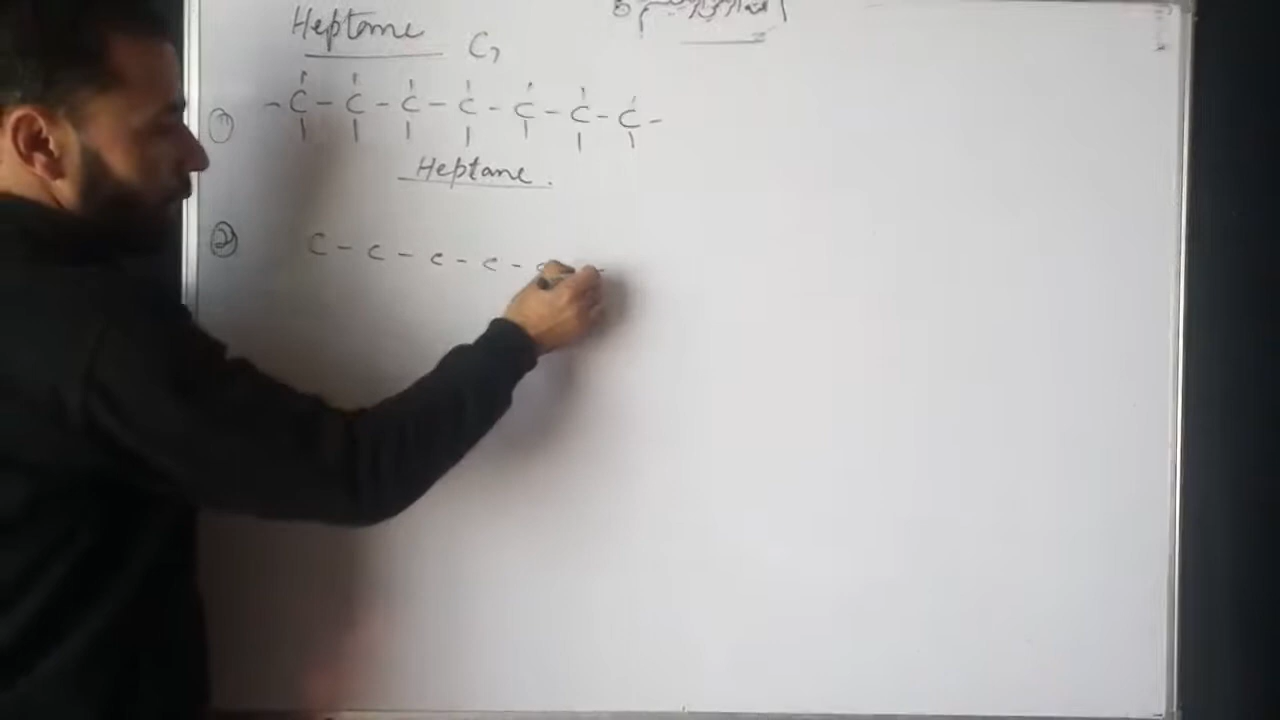 Heptane C7
① - C - C - C - C - C - C - C -
Heptane.
② C - C - C - C - C